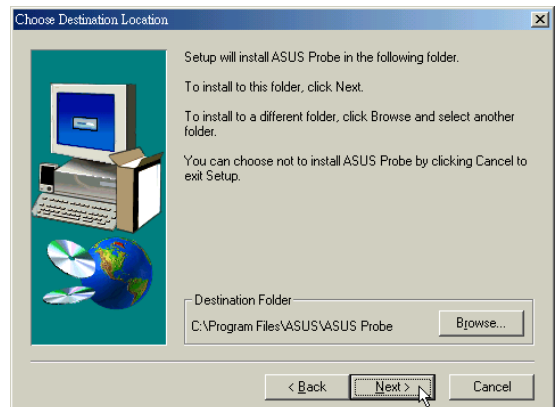 Choose Destination Location
Setup will install ASUS Probe in the following folder.
To install to this folder, click Next.
To install to a different folder, click Browse and select another
folder.
You can choose not to install ASUS Probe by clicking Cancel to
exit Setup.
Destination Folder
C:\Program Files\ASUS\ASUS Probe
Browse...
< Back
Next >
Cancel